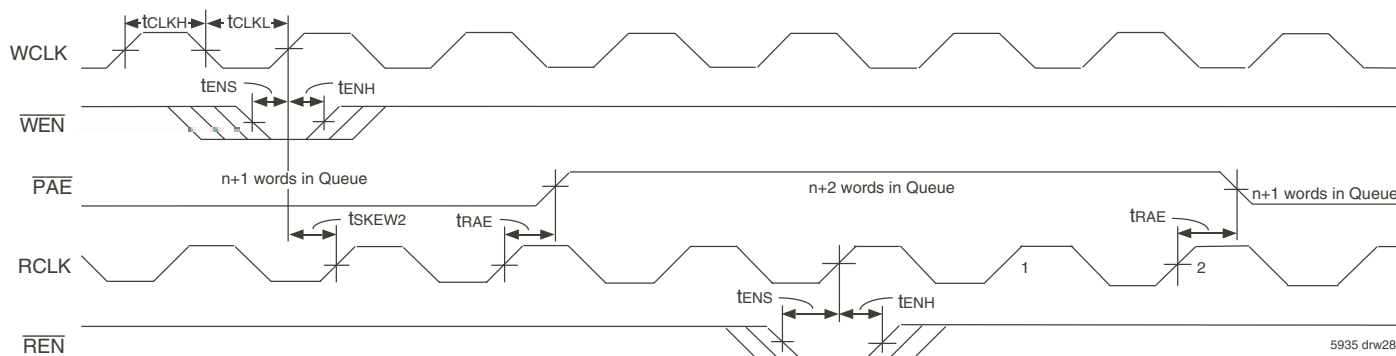 tCLKH tCLKL
WCLK
tENS tENH
WEN
n+1 words in Queue
PAE
n+2 words in Queue
n+1 words in Queue
tSKEW2
tRAE
tRAE
RCLK
1
2
tENS tENH
REN
5935 drw28